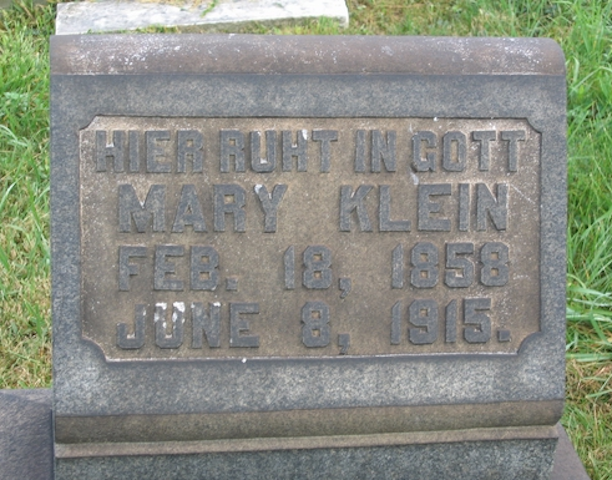 HIER RUHT IN GOTT
MARY KLEIN
FEB. 18, 1858
JUNE 8, 1915.